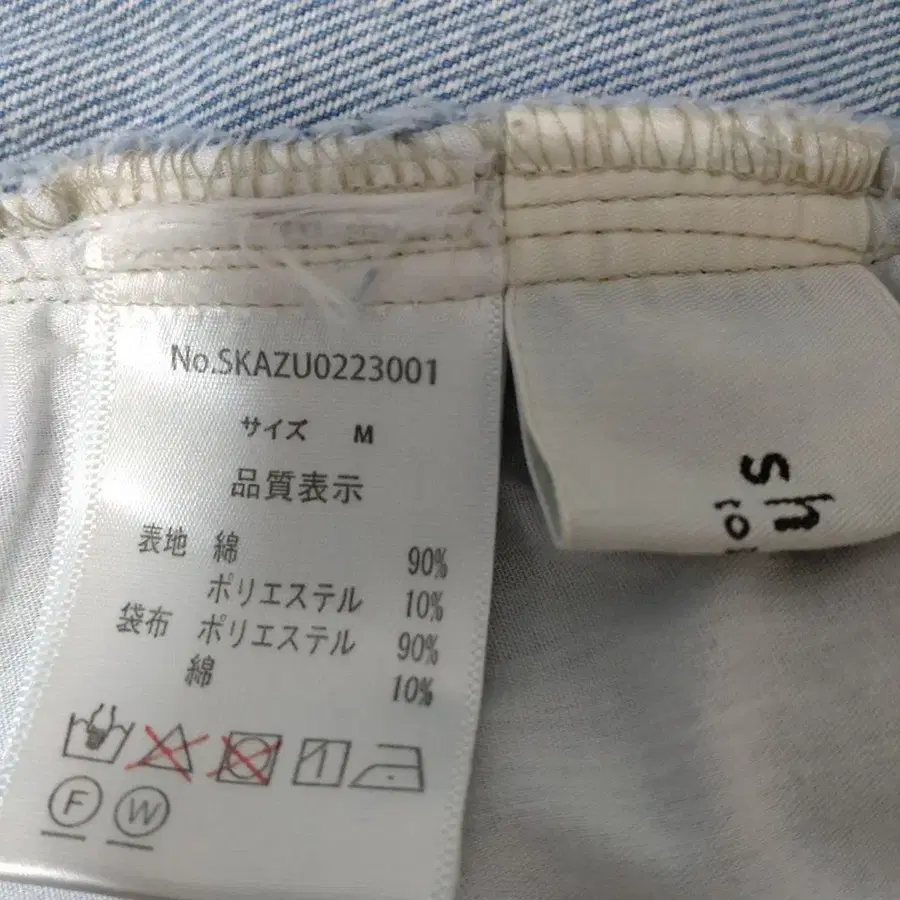 No.SKAZU0223001
サイズ M
品質表示
表地 綿 90%
ポリエステル 10%
袋布 ポリエステル 90%
綿 10%
F W
sh